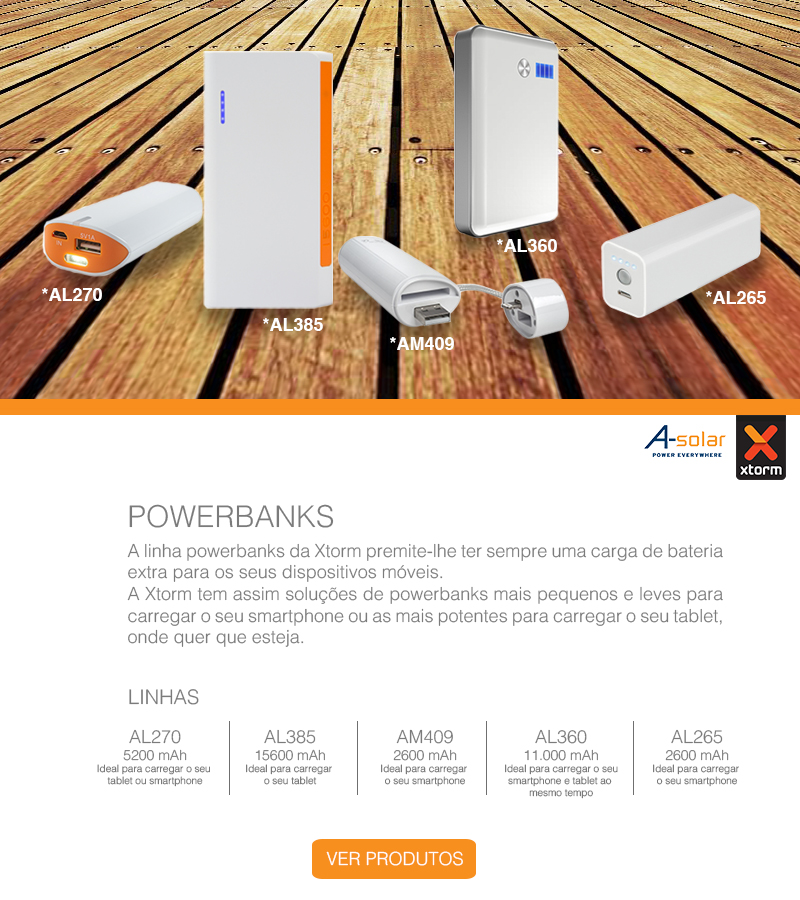 5V1A
IN
*AL270
*AL385
*AM409
*AL360
*AL265
A-solar
POWER EVERYWHERE
xtorm
POWERBANKS
A linha powerbanks da Xtorm premite-lhe ter sempre uma carga de bateria
extra para os seus dispositivos móveis.
A Xtorm tem assim soluções de powerbanks mais pequenos e leves para
carregar o seu smartphone ou as mais potentes para carregar o seu tablet,
onde quer que esteja.
LINHAS
AL270
5200 mAh
Ideal para carregar o seu
tablet ou smartphone
AL385
15600 mAh
Ideal para carregar
o seu tablet
AM409
2600 mAh
Ideal para carregar
o seu smartphone
AL360
11.000 mAh
Ideal para carregar o seu
smartphone e tablet ao
mesmo tempo
AL265
2600 mAh
Ideal para carregar
o seu smartphone
VER PRODUTOS